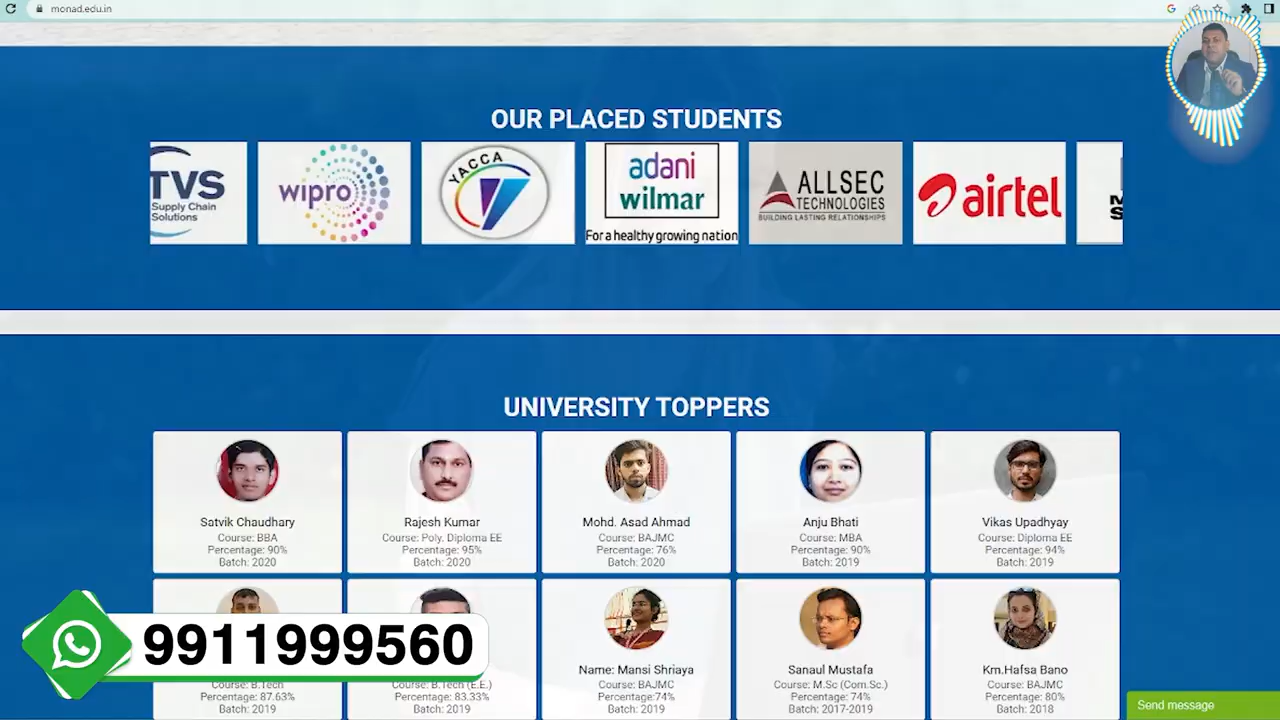 monad.edu.in
OUR PLACED STUDENTS
TVS
Supply Chain
Solutions
wipro
YACCA
adani
wilmar
For a healthy growing nation
ALLSEC
TECHNOLOGIES
BUILDING LASTING RELATIONSHIPS
airtel
UNIVERSITY TOPPERS
Satvik Chaudhary
Course: BBA
Percentage: 90%
Batch: 2020
Rajesh Kumar
Course: Poly. Diploma EE
Percentage: 95%
Batch: 2020
Mohd. Asad Ahmad
Course: BAJMC
Percentage: 76%
Batch: 2020
Anju Bhati
Course: MBA
Percentage: 90%
Batch: 2019
Vikas Upadhyay
Course: Diploma EE
Percentage: 94%
Batch: 2019
9911999560
Course: B.Tech
Percentage: 87.63%
Batch: 2019
Course: B.Tech (E.E.)
Percentage: 83.33%
Batch: 2019
Name: Mansi Shriaya
Course: BAJMC
Percentage:74%
Batch: 2019
Sanaul Mustafa
Course: M.Sc (Com.Sc.)
Percentage: 74%
Batch: 2017-2019
Km.Hafsa Bano
Course: BAJMC
Percentage: 80%
Batch: 2018
Send message